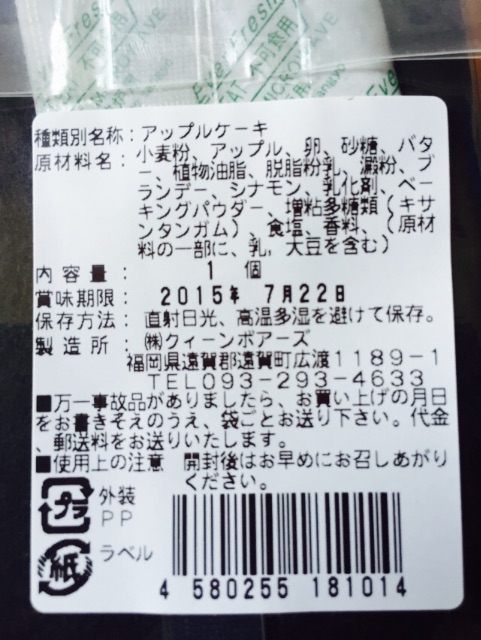 Ever Fresh
不可食用
MICROWAVE
種類別名称：アップルケーキ
原材料名：小麦粉、アップル、卵、砂糖、バタ
ー、植物油脂、脱脂粉乳、澱粉、ブ
ランデー、シナモン、乳化剤、ベー
キングパウダー、増粘多糖類（キサ
ンタンガム）、食塩、香料、（原材
料の一部に、乳，大豆を含む）
内容量：1 個
賞味期限：2015年 7月22日
保存方法：直射日光、高温多湿を避けて保存。
製造所：㈱クィーンボアーズ
福岡県遠賀郡遠賀町広渡1189-1
TEL093-293-4633
■万一事故品がありましたら、お買い上げの月日
をお書きそえのうえ、袋ごとお送り下さい。代金
、郵送料をお送りいたします。
■使用上の注意 開封後はお早めにお召しあがり
ください。
プラ 外装
PP
紙 ラベル
4 580255 181014